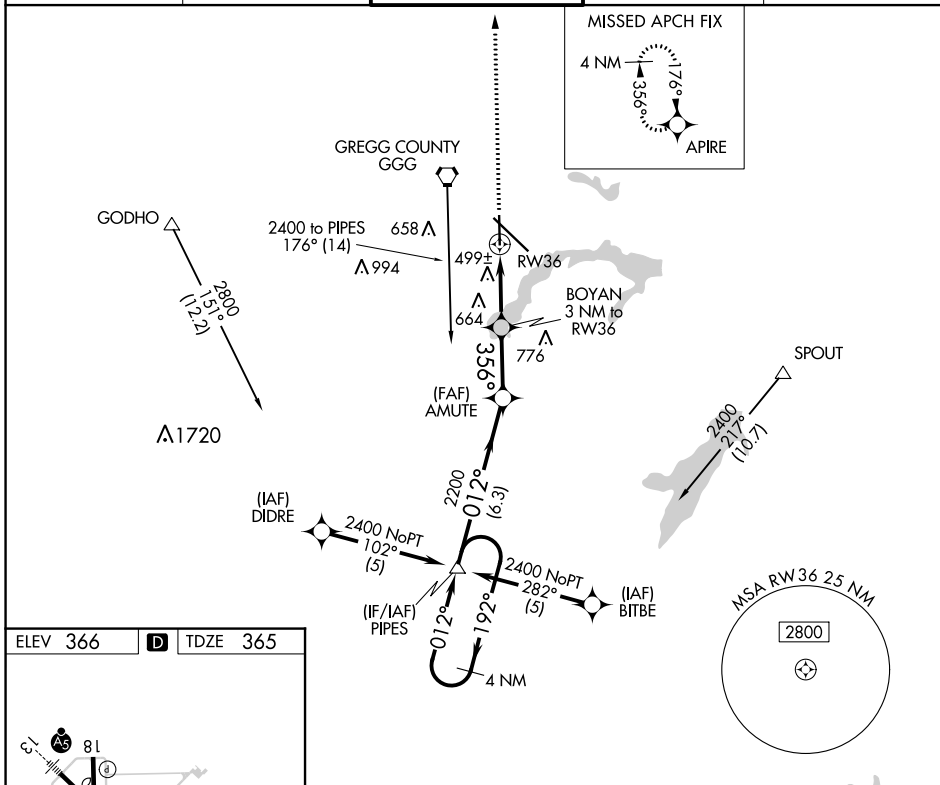 MISSED APCH FIX
4 NM
356°
176°
APIRE
GREGG COUNTY
GGG
GODHO
2400 to PIPES
176° (14)
658
994
499±
RW36
2800
151°
(12.2)
664
BOYAN
3 NM to
RW36
776
356°
SPOUT
(FAF)
AMUTE
2400
217°
(10.7)
1720
2200
012°
(6.3)
(IAF)
DIDRE
2400 NoPT
102°
(5)
2400 NoPT
282°
(5)
(IAF)
BITBE
(IF/IAF)
PIPES
012°
192°
4 NM
MSA RW36 25 NM
2800
ELEV 366
D
TDZE 365
13
A5
18
P